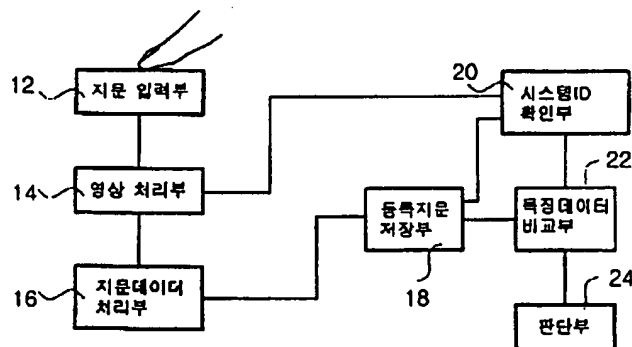 12
지문 입력부
14
영상 처리부
16
지문데이터
처리부
등록지문
저장부
18
20
시스템ID
확인부
22
특징데이터
비교부
24
판단부